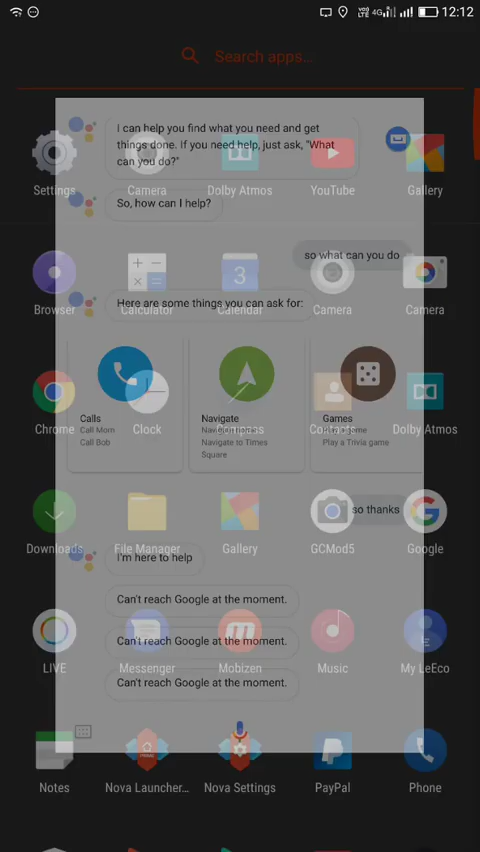 VoD LTE 4G 12:12
Search apps...
I can help you find what you need and get
things done. If you need help, just ask, "What
can you do?"
Settings Camera Dolby Atmos YouTube Gallery
So, how can I help?
so what can you do
Browser Calculator Calendar Camera Camera
3
Here are some things you can ask for:
Calls
Call Mom
Call Bob
Navigate
Navigate to Times
Square
Games
Play a Trivia game
Chrome Clock Compass Contacts Dolby Atmos
so thanks
Downloads File Manager Gallery GCMod5 Google
I'm here to help
Can't reach Google at the moment.
Can't reach Google at the moment.
LIVE Messenger Mobizen Music My LeEco
Can't reach Google at the moment.
Notes Nova Launcher... Nova Settings PayPal Phone